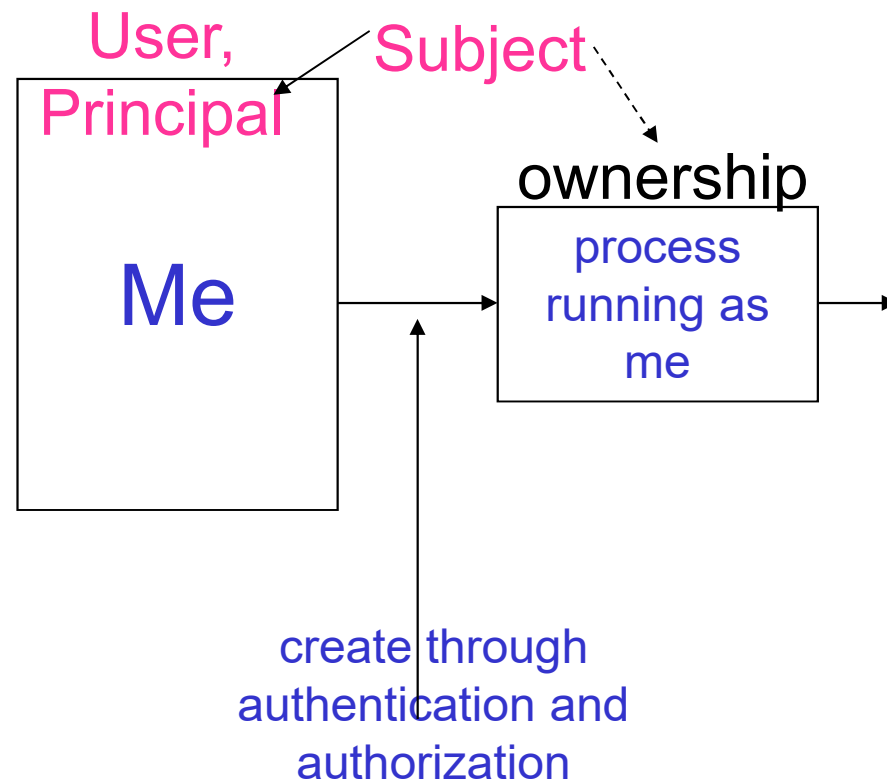 User,
Principal
Subject
ownership
Me
process
running as
me
create through
authentication and
authorization